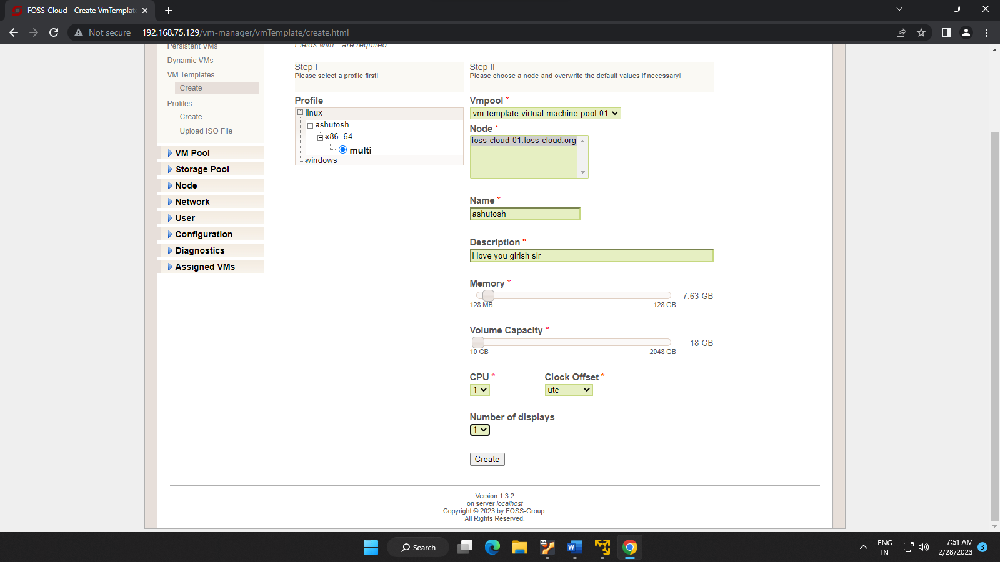 FOSS-Cloud - Create VmTemplat
Not secure
192.168.75.129/vm-manager/vmTemplate/create.html
Persistent VMs
Dynamic VMs
VM Templates
Create
Profiles
Create
Upload ISO File
VM Pool
Storage Pool
Node
Network
User
Configuration
Diagnostics
Assigned VMs
Fields with * are required.
Step I
Please select a profile first!
Profile
linux
ashutosh
x86_64
multi
windows
Step II
Please choose a node and overwrite the default values if necessary!
Vmpool *
vm-template-virtual-machine-pool-01
Node *
foss-cloud-01.foss-cloud.org
Name *
ashutosh
Description *
i love you girish sir
Memory *
7.63 GB
128 MB 128 GB
Volume Capacity *
18 GB
10 GB 2048 GB
CPU * Clock Offset *
1 utc
Number of displays
1
Create
Version 1.3.2
on server localhost
Copyright © 2023 by FOSS-Group.
All Rights Reserved.
Search
ENG
IN
7:51 AM
2/28/2023
3